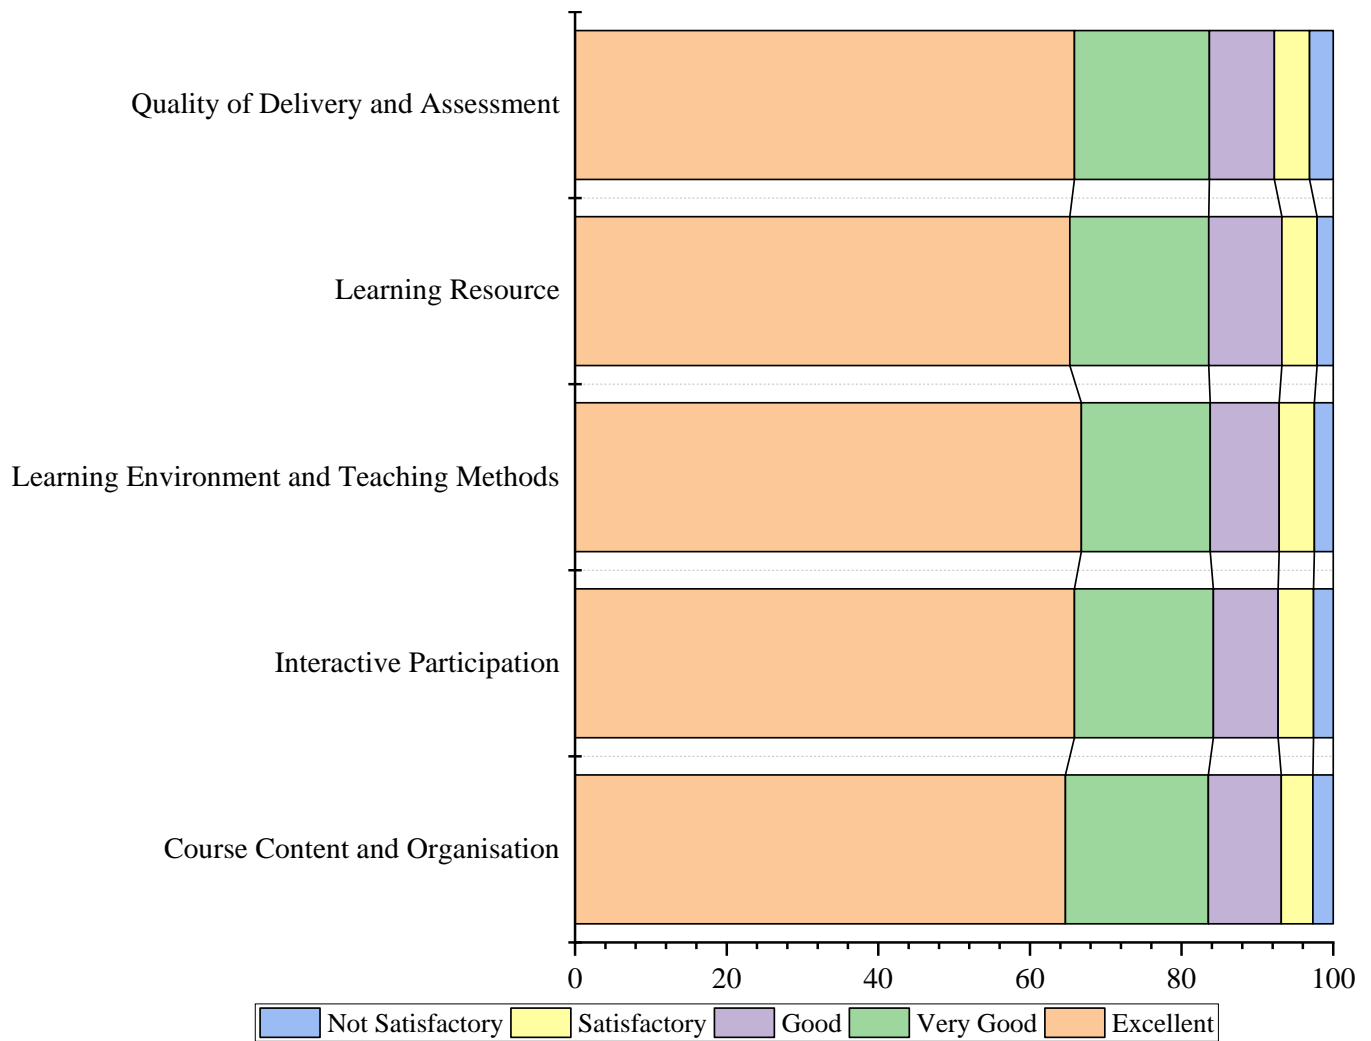 Quality of Delivery and Assessment
Learning Resource
Learning Environment and Teaching Methods
Interactive Participation
Course Content and Organisation
0 20 40 60 80 100
Not Satisfactory Satisfactory Good Very Good Excellent